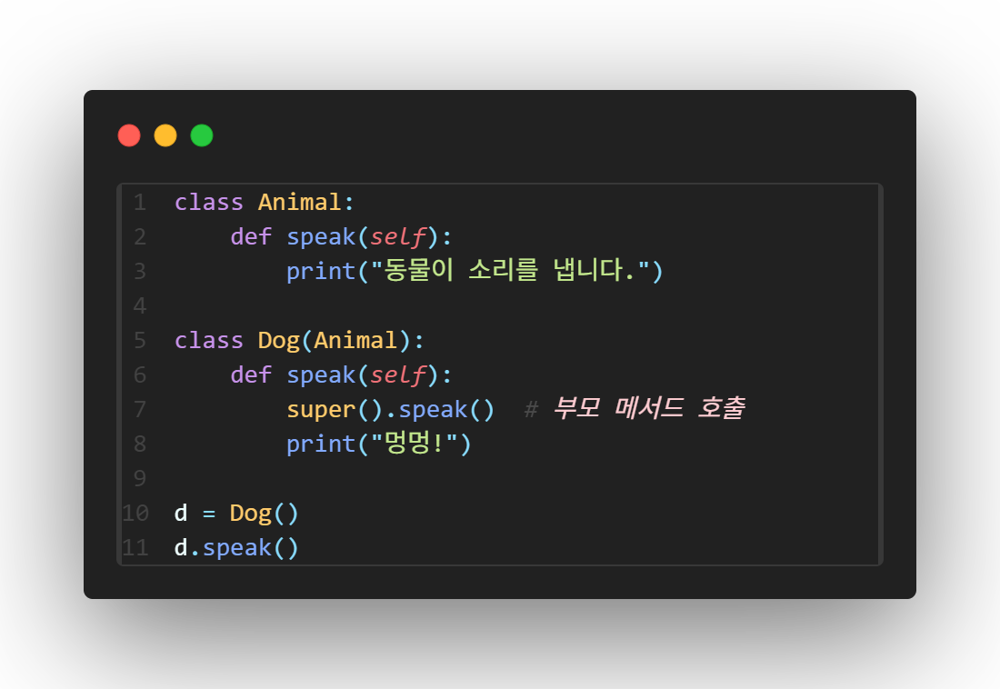 1 class Animal:
2     def speak(self):
3         print("동물이 소리를 냅니다.")
4
5 class Dog(Animal):
6     def speak(self):
7         super().speak()  # 부모 메서드 호출
8         print("멍멍!")
9
10 d = Dog()
11 d.speak()